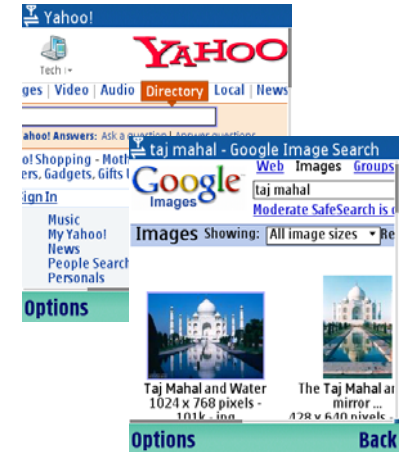 Yahoo!
YAHOO
Tech
ges | Video | Audio Directory Local | News
ahoo! Answers: Ask a question | Answer questions
o! Shopping - Moth
ers, Gadgets, Gifts
ign In
Music
My Yahoo!
News
People Search
Personals
Options
taj mahal - Google Image Search
Web Images Groups
Google
Images
taj mahal
Moderate SafeSearch is
Images Showing: All image sizes Re
Taj Mahal and Water
1024 x 768 pixels -
101k - jpg
The Taj Mahal ar
mirror ...
428 x 640 pixels -
Options Back